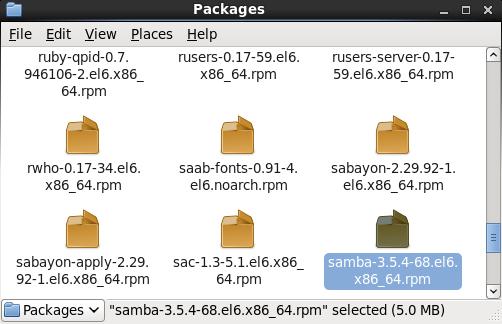 Packages
File Edit View Places Help
ruby-qpid-0.7.
946106-2.el6.x86_
64.rpm
rusers-0.17-59.el6.
x86_64.rpm
rusers-server-0.17-
59.el6.x86_64.rpm
rwho-0.17-34.el6.
x86_64.rpm
saab-fonts-0.91-4.
el6.noarch.rpm
sabayon-2.29.92-1.
el6.x86_64.rpm
sabayon-apply-2.29.
92-1.el6.x86_64.rpm
sac-1.3-5.1.el6.x86_
64.rpm
samba-3.5.4-68.el6.
x86_64.rpm
Packages "samba-3.5.4-68.el6.x86_64.rpm" selected (5.0 MB)